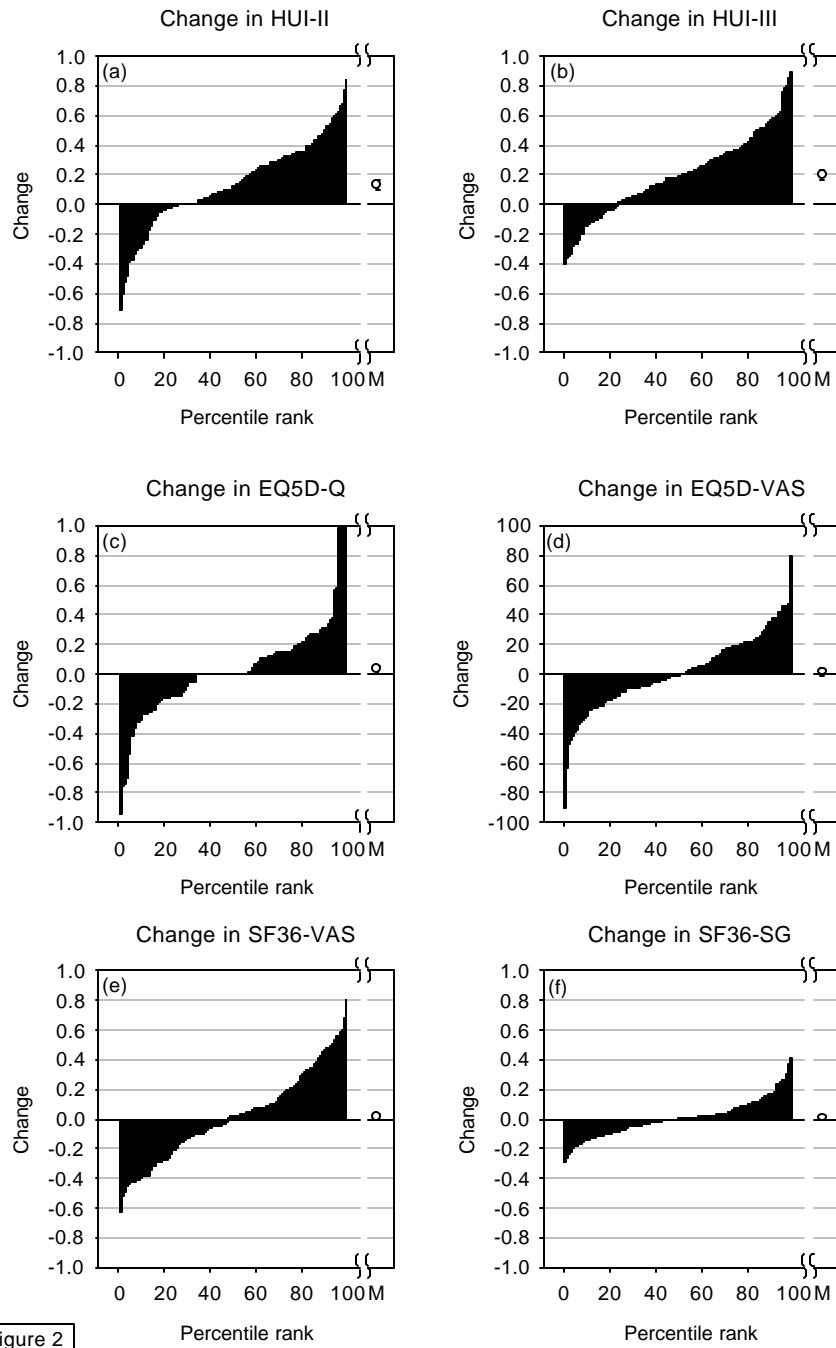 Change in HUI-II
(a)
1.0
0.8
0.6
0.4
0.2
0.0
-0.2
-0.4
-0.6
-0.8
-1.0
Change
0 20 40 60 80 100 M
Percentile rank
Change in HUI-III
(b)
1.0
0.8
0.6
0.4
0.2
0.0
-0.2
-0.4
-0.6
-0.8
-1.0
Change
0 20 40 60 80 100 M
Percentile rank
Change in EQ5D-Q
(c)
1.0
0.8
0.6
0.4
0.2
0.0
-0.2
-0.4
-0.6
-0.8
-1.0
Change
0 20 40 60 80 100 M
Percentile rank
Change in EQ5D-VAS
(d)
100
80
60
40
20
0
-20
-40
-60
-80
-100
Change
0 20 40 60 80 100 M
Percentile rank
Change in SF36-VAS
(e)
1.0
0.8
0.6
0.4
0.2
0.0
-0.2
-0.4
-0.6
-0.8
-1.0
Change
0 20 40 60 80 100 M
Percentile rank
Change in SF36-SG
(f)
1.0
0.8
0.6
0.4
0.2
0.0
-0.2
-0.4
-0.6
-0.8
-1.0
Change
0 20 40 60 80 100 M
Percentile rank
igure 2